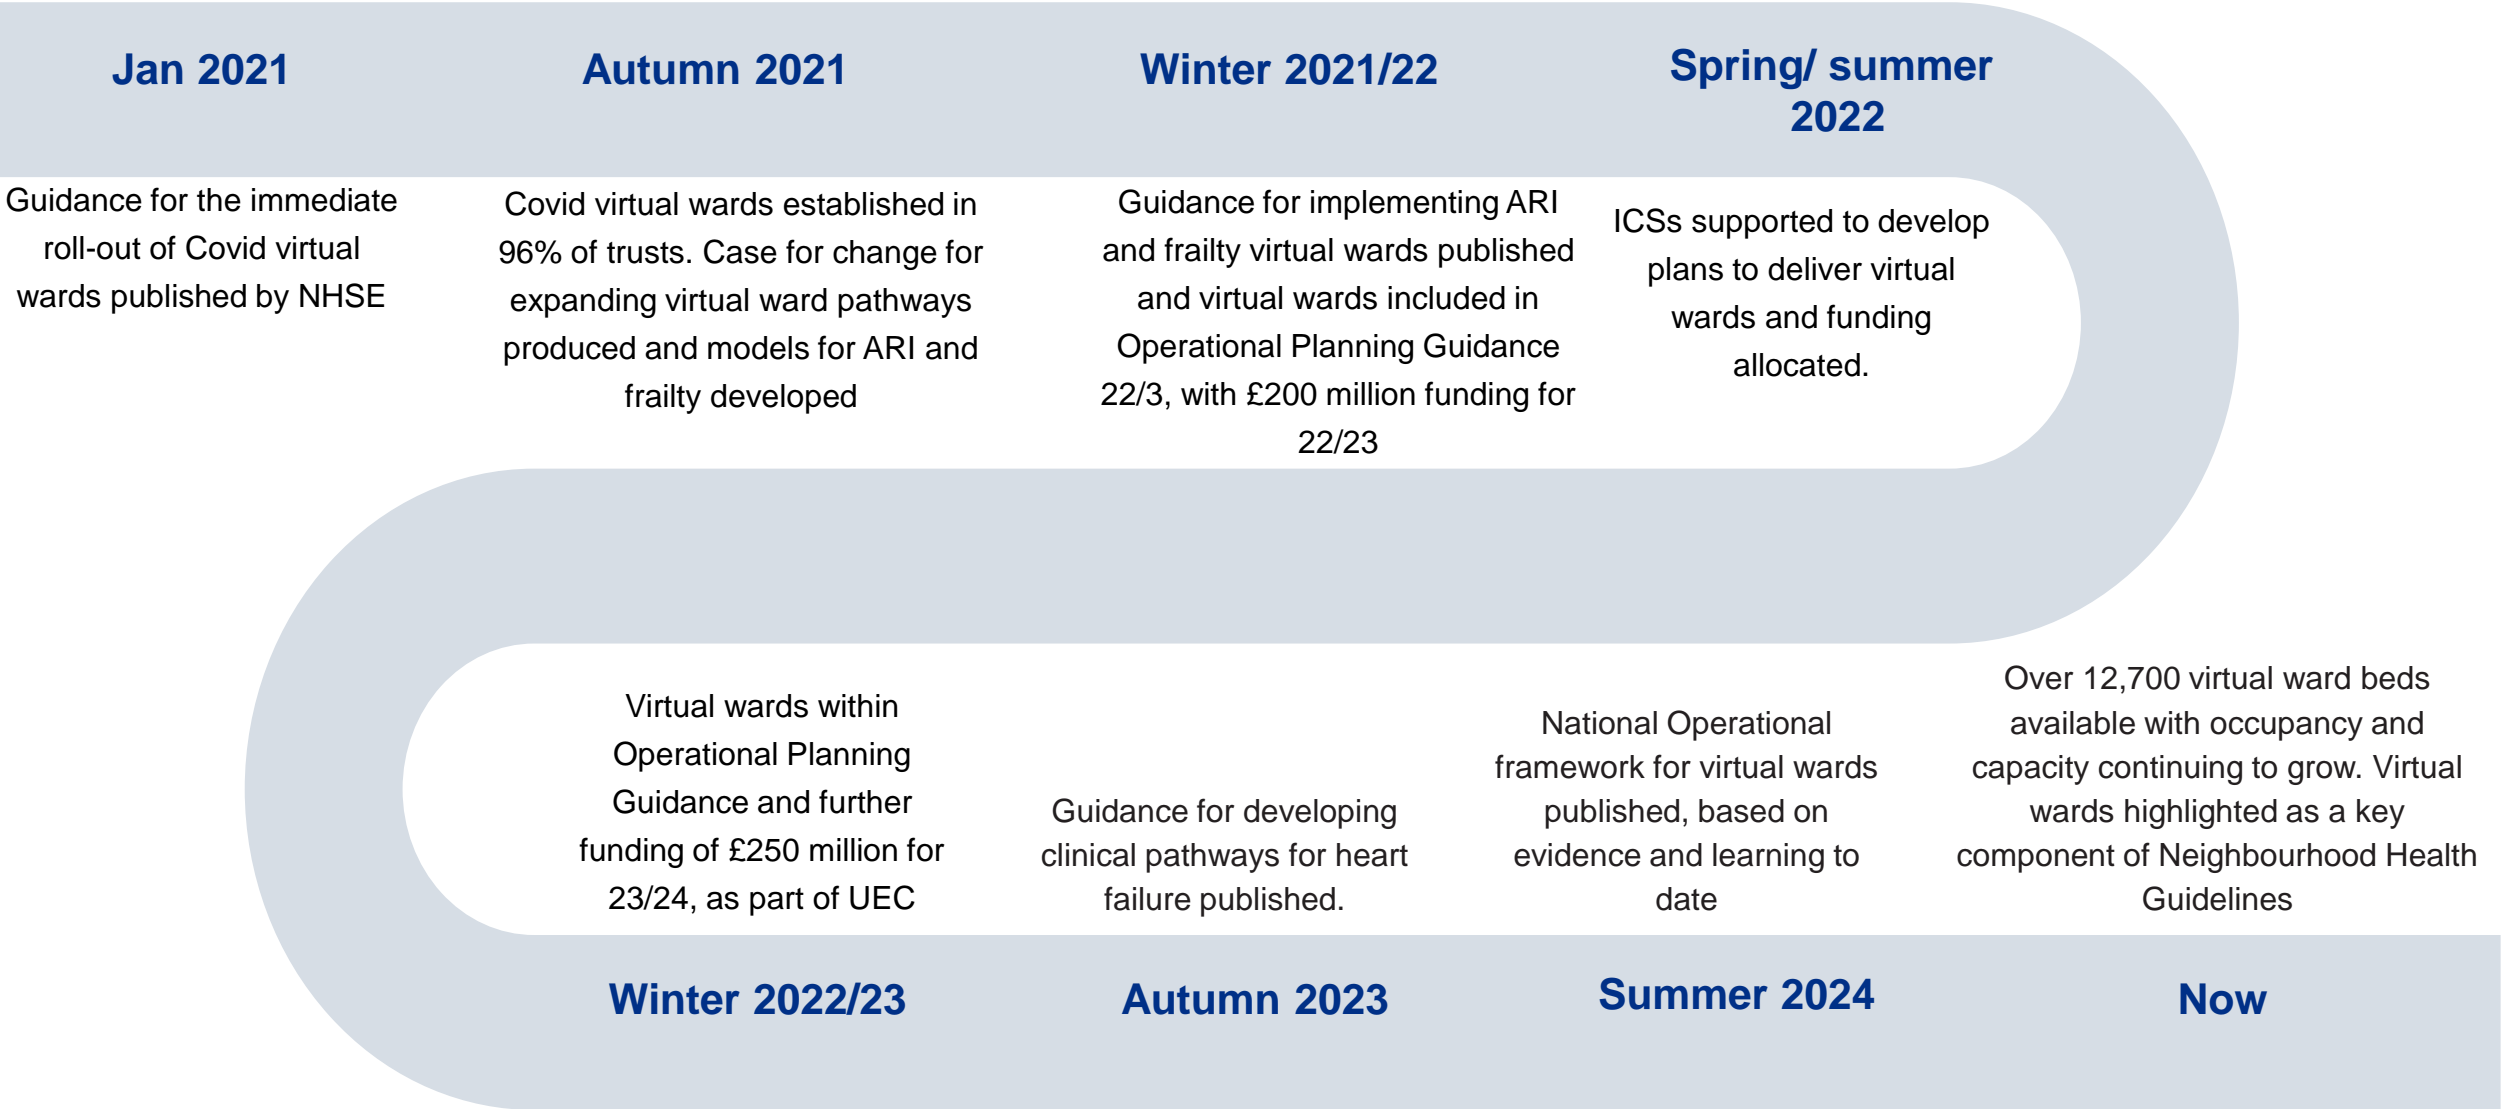 Jan 2021
Guidance for the immediate
roll-out of Covid virtual
wards published by NHSE
Autumn 2021
Covid virtual wards established in
96% of trusts. Case for change for
expanding virtual ward pathways
produced and models for ARI and
frailty developed
Winter 2021/22
Guidance for implementing ARI
and frailty virtual wards published
and virtual wards included in
Operational Planning Guidance
22/3, with £200 million funding for
22/23
Spring/ summer
2022
ICSs supported to develop
plans to deliver virtual
wards and funding
allocated.
Virtual wards within
Operational Planning
Guidance and further
funding of £250 million for
23/24, as part of UEC
Winter 2022/23
Guidance for developing
clinical pathways for heart
failure published.
Autumn 2023
National Operational
framework for virtual wards
published, based on
evidence and learning to
date
Summer 2024
Over 12,700 virtual ward beds
available with occupancy and
capacity continuing to grow. Virtual
wards highlighted as a key
component of Neighbourhood Health
Guidelines
Now